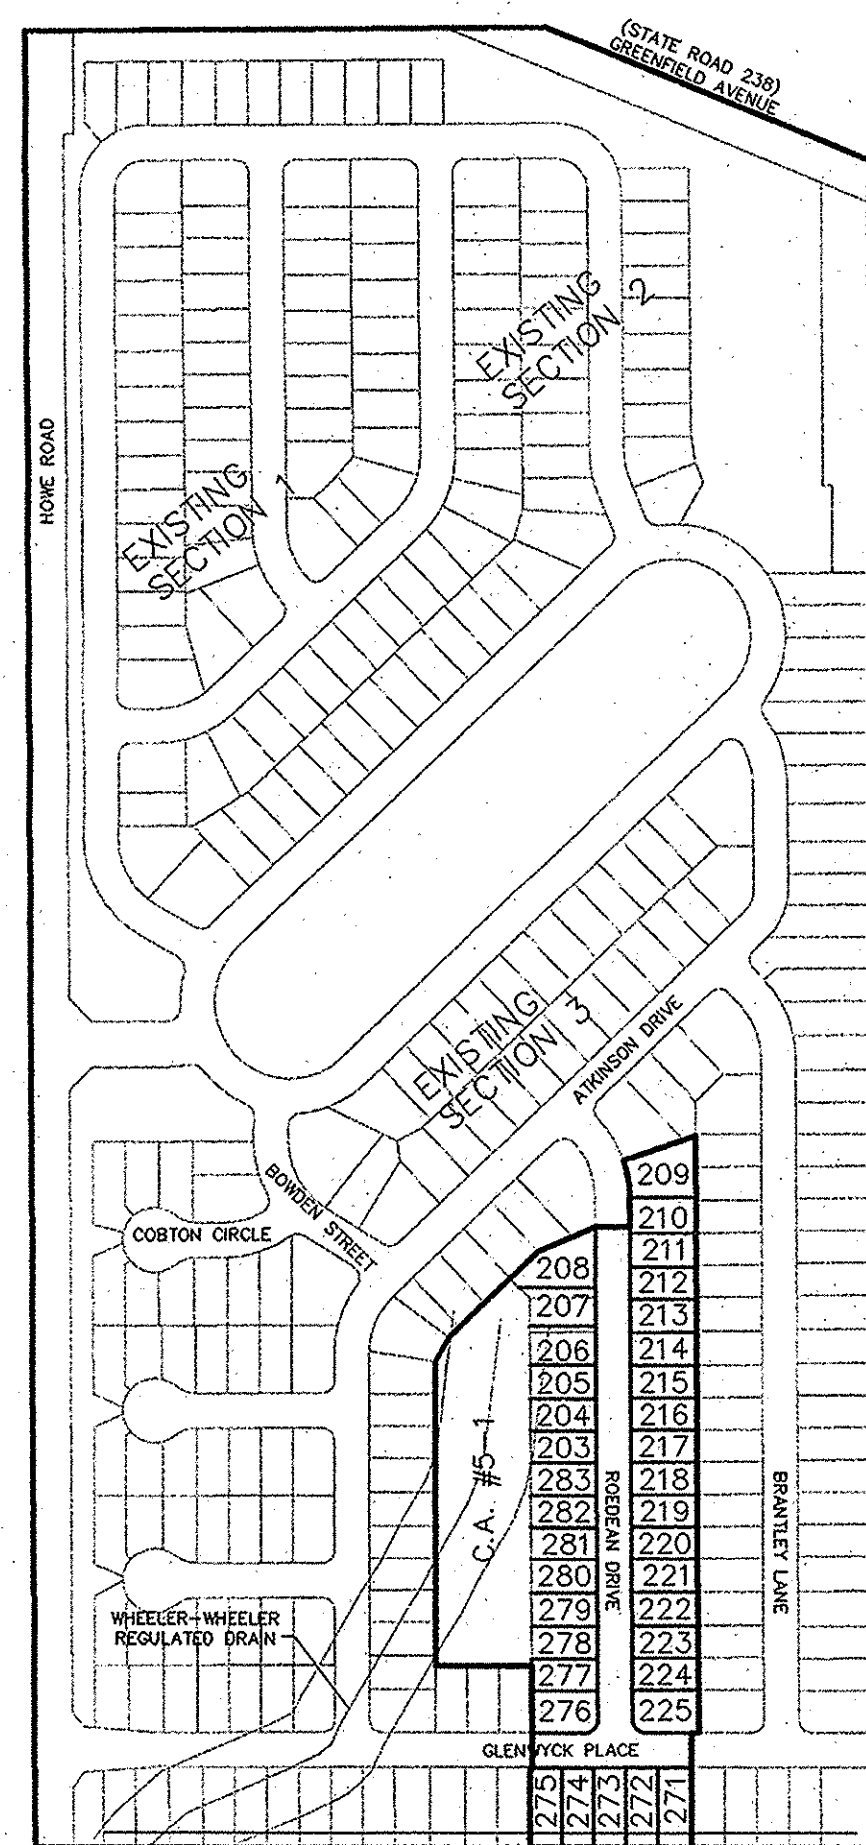 (STATE ROAD 238)
GREENFIELD AVENUE
EXISTING
SECTION 2
HOWE ROAD
EXISTING
SECTION 1
EXISTING
SECTION 3
ATKINSON DRIVE
BOWDEN STREET
COBTON CIRCLE
209
210
211
208
212
207
213
206
214
205
215
204
216
C.A. #5-1
203
217
283
218
282
219
281
220
280
221
279
222
278
223
277
224
276
225
ROEDEAN DRIVE
BRANTLEY LANE
WHEELER-WHEELER
REGULATED DRAIN
GLENWYCK PLACE
275
274
273
272
271